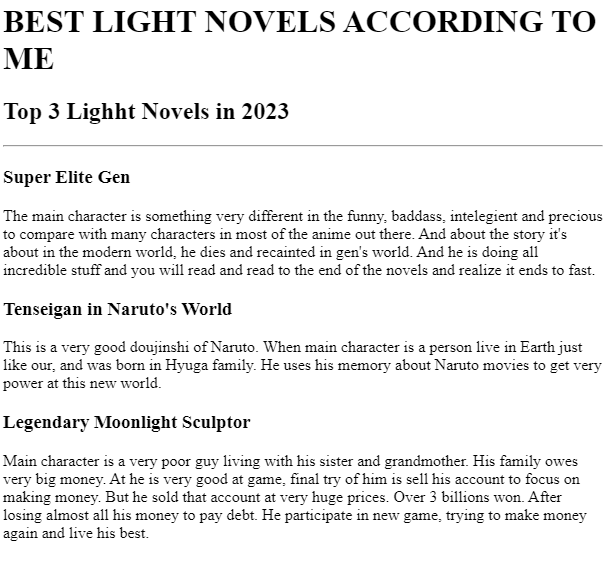 BEST LIGHT NOVELS ACCORDING TO
ME
Top 3 Lighht Novels in 2023
Super Elite Gen
The main character is something very different in the funny, baddass, intelegient and precious
to compare with many characters in most of the anime out there. And about the story it's
about in the modern world, he dies and recainted in gen's world. And he is doing all
incredible stuff and you will read and read to the end of the novels and realize it ends to fast.
Tenseigan in Naruto's World
This is a very good doujinshi of Naruto. When main character is a person live in Earth just
like our, and was born in Hyuga family. He uses his memory about Naruto movies to get very
power at this new world.
Legendary Moonlight Sculptor
Main character is a very poor guy living with his sister and grandmother. His family owes
very big money. At he is very good at game, final try of him is sell his account to focus on
making money. But he sold that account at very huge prices. Over 3 billions won. After
losing almost all his money to pay debt. He participate in new game, trying to make money
again and live his best.